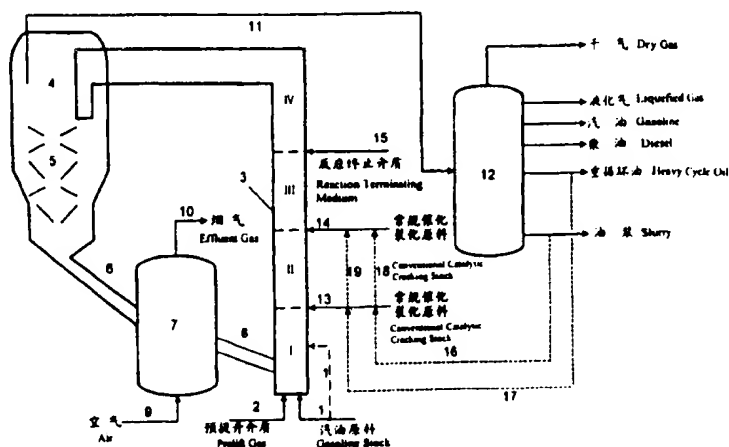 11
干 气 Dry Gas
液化气 Liquefied Gas
汽 油 Gasoline
柴 油 Diesel
重循环油 Heavy Cycle Oil
油 浆 Slurry
12
4
5
IV
15
反应终止介质
Reaction Terminating
Medium
3
III
10
烟 气
Effluent Gas
14
常规催化
裂化原料
Conventional Catalytic
Cracking Stock
19
18
II
6
7
13
常规催化
裂化原料
Conventional Catalytic
Cracking Stock
16
17
6
I
1
空 气
Air
9
2
预提升介质
Prelift Gas
1
汽油原料
Gasoline Stock